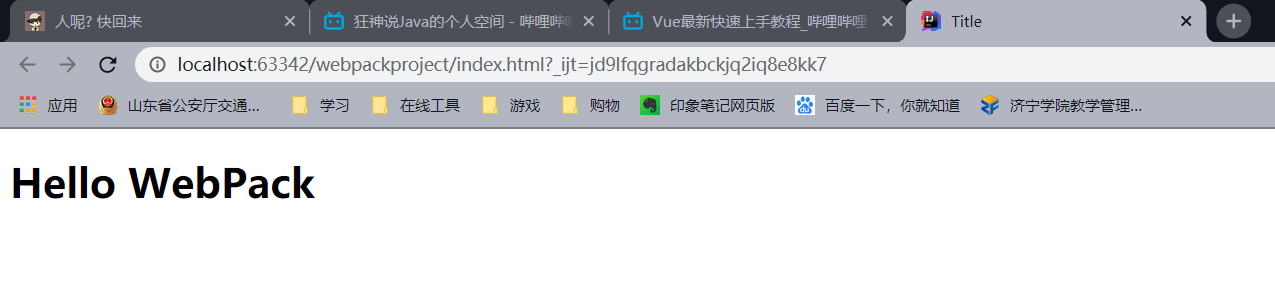 人呢? 快回来 狂神说Java的个人空间 - 哔哩哔哩 Vue最新快速上手教程_哔哩哔哩 Title
localhost:63342/webpackproject/index.html?_ijt=jd9lfqgradakbckjq2iq8e8kk7
应用 山东省公安厅交通... 学习 在线工具 游戏 购物 印象笔记网页版 百度一下，你就知道 济宁学院教学管理...
Hello WebPack